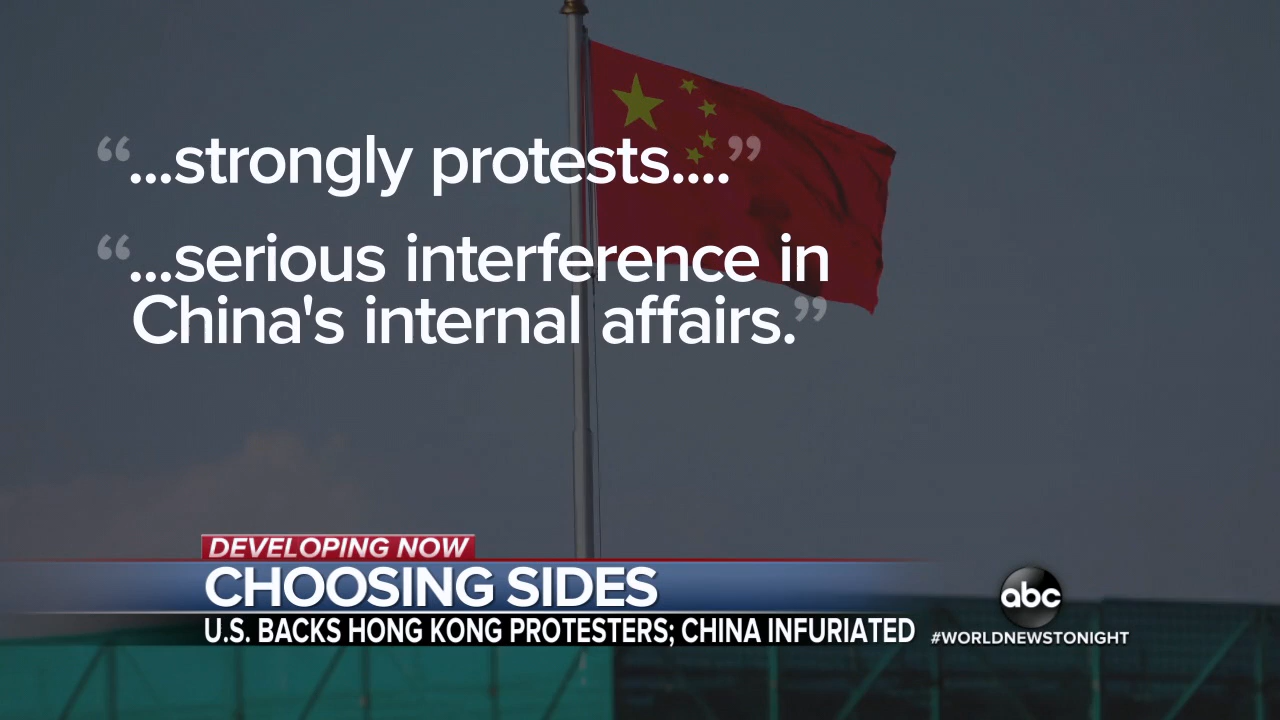 “...strongly protests....”
“...serious interference in
China's internal affairs.”
DEVELOPING NOW
CHOOSING SIDES
U.S. BACKS HONG KONG PROTESTERS; CHINA INFURIATED
abc
#WORLDNEWSTONIGHT